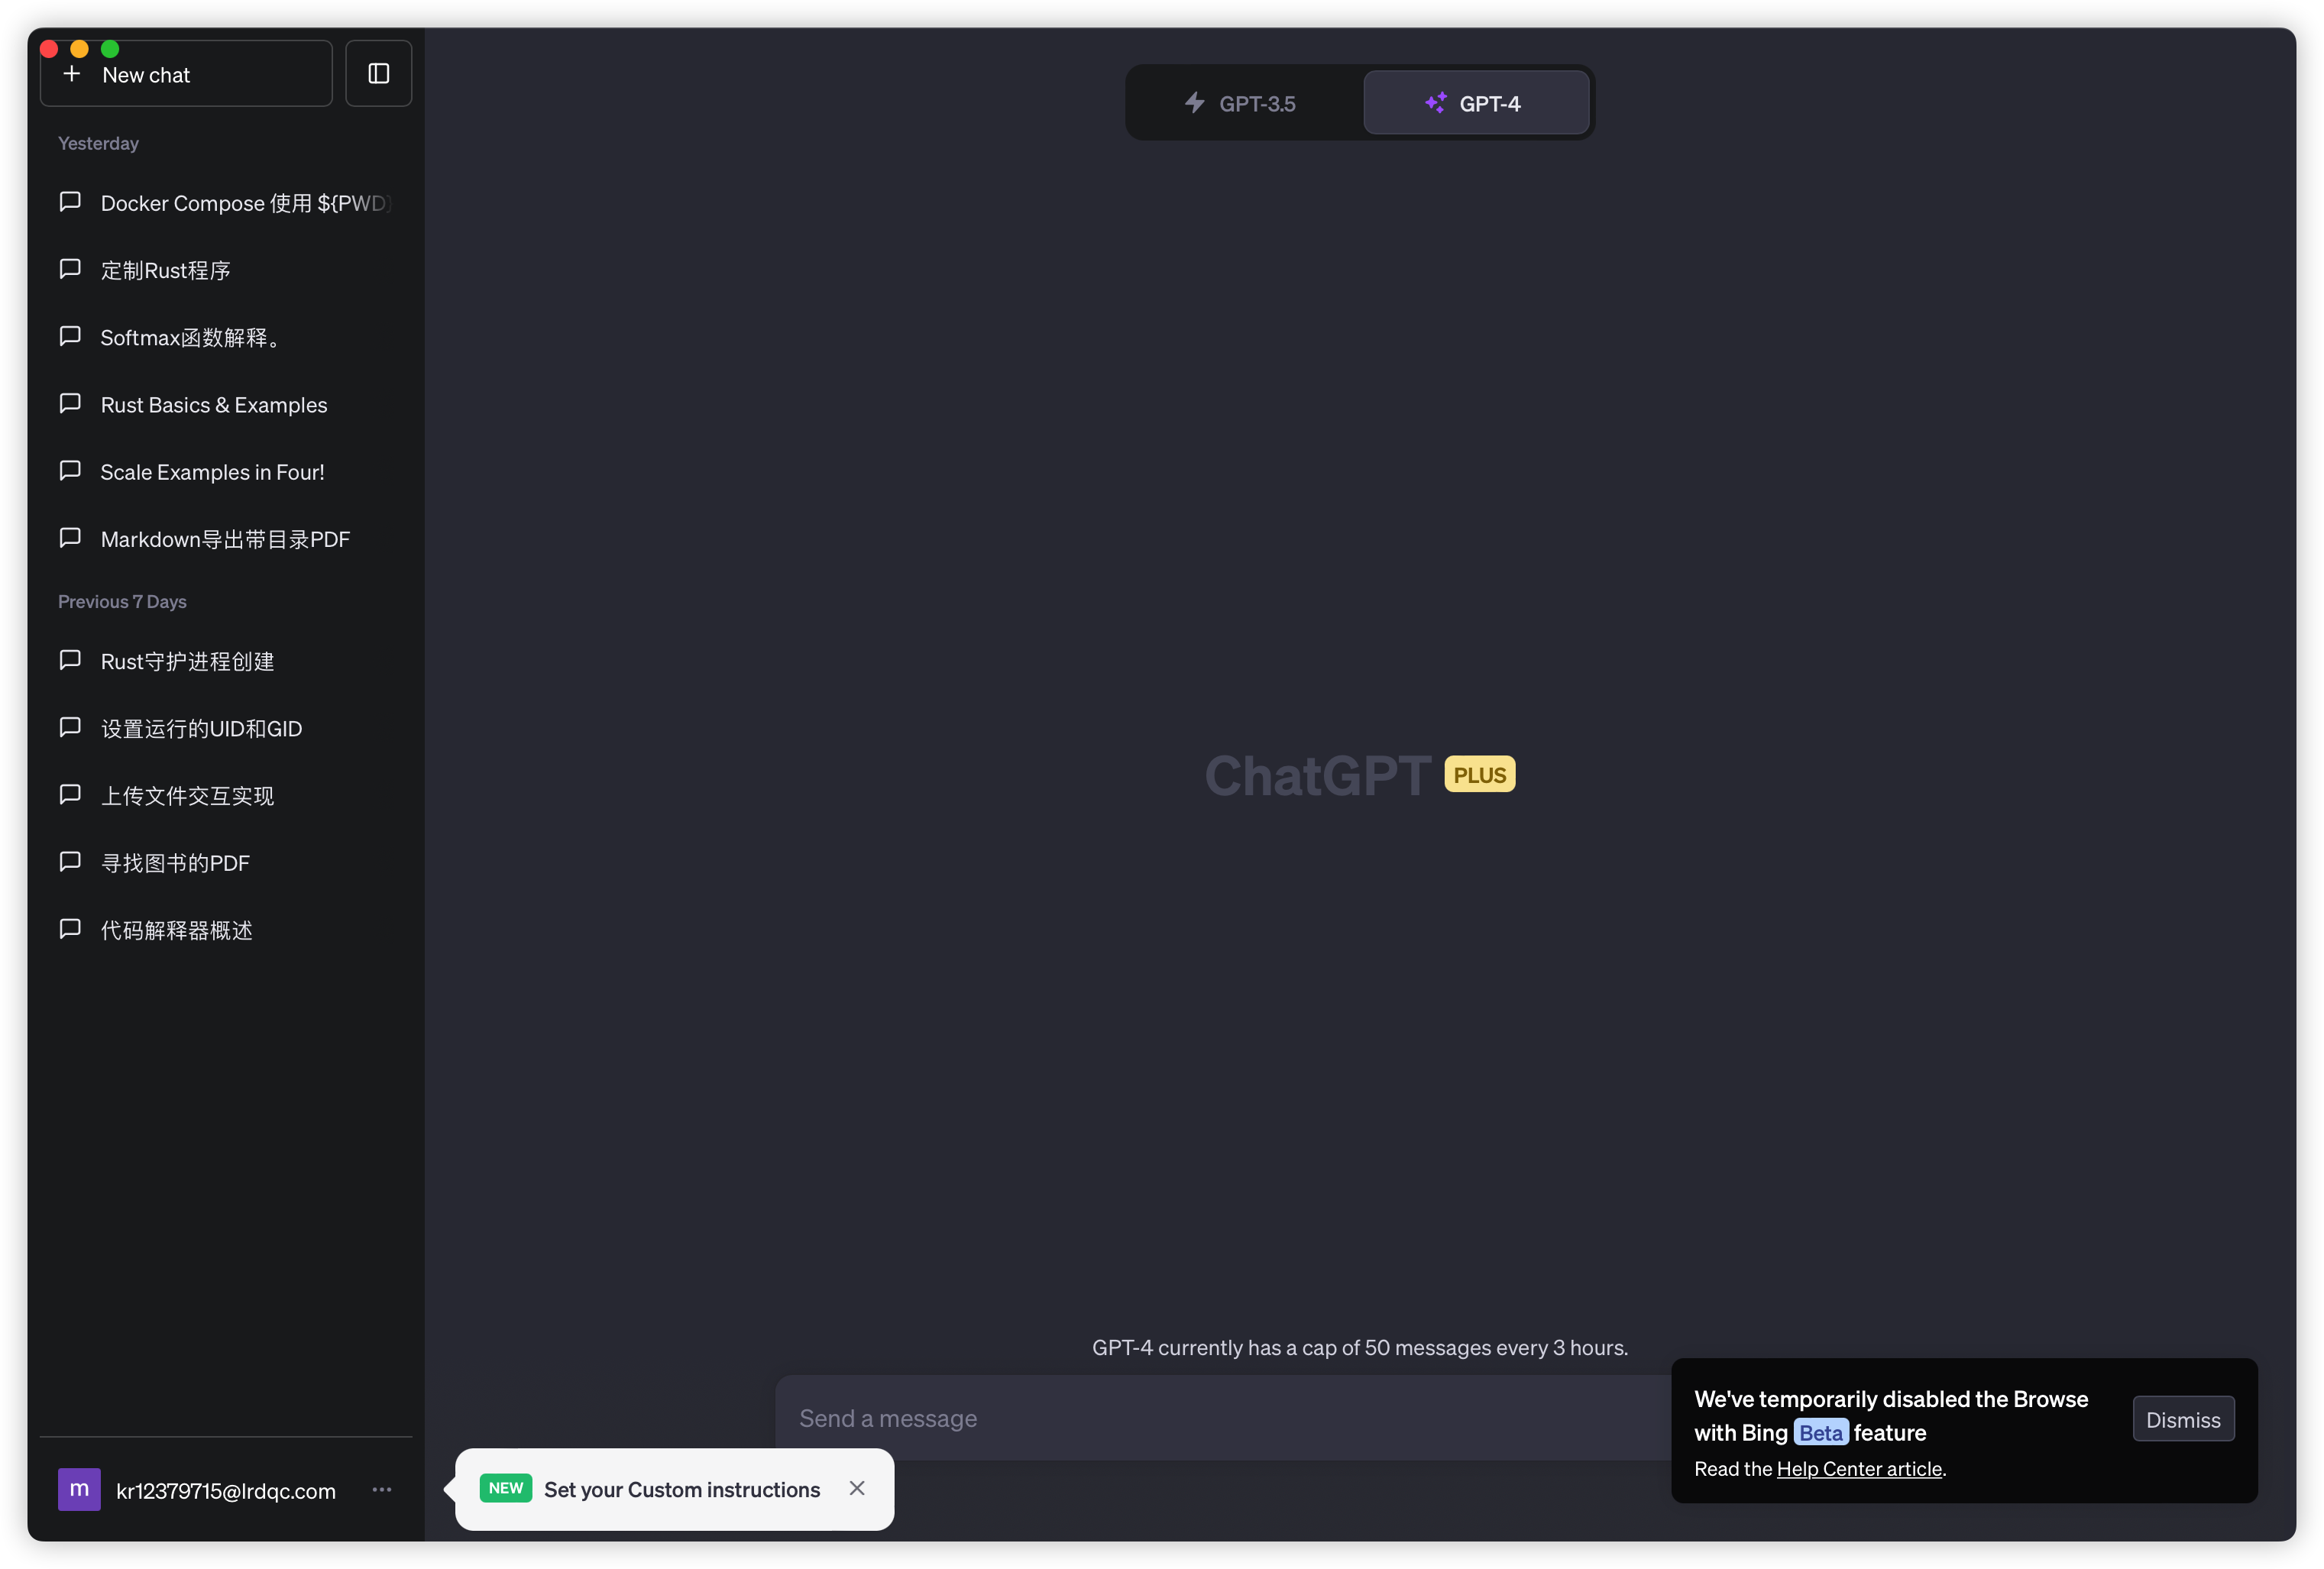 New chat
Yesterday
Docker Compose 使用 ${PWD}
定制Rust程序
Softmax函数解释。
Rust Basics & Examples
Scale Examples in Four!
Markdown导出带目录PDF
Previous 7 Days
Rust守护进程创建
设置运行的UID和GID
上传文件交互实现
寻找图书的PDF
代码解释器概述
m
kr12379715@lrdqc.com
GPT-3.5
GPT-4
ChatGPT PLUS
GPT-4 currently has a cap of 50 messages every 3 hours.
Send a message
NEW Set your Custom instructions
We've temporarily disabled the Browse
with Bing Beta feature
Read the Help Center article.
Dismiss